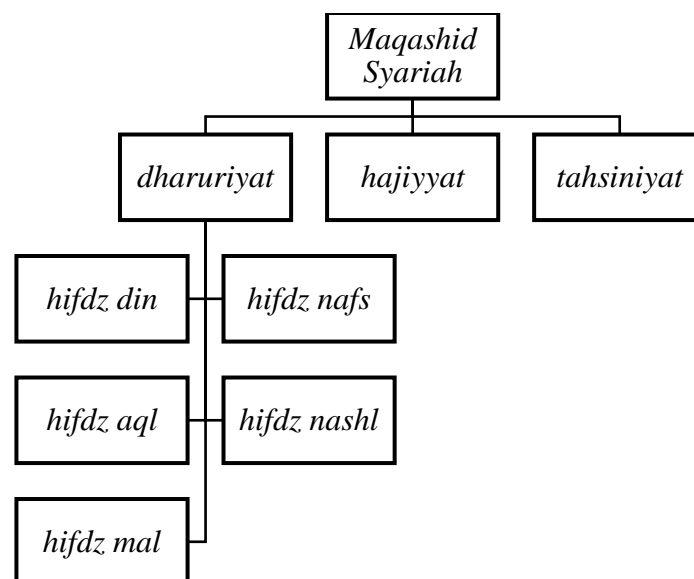 Maqashid
Syariah
dharuriyat
hajiyyat
tahsiniyat
hifdz din
hifdz nafs
hifdz aql
hifdz nashl
hifdz mal